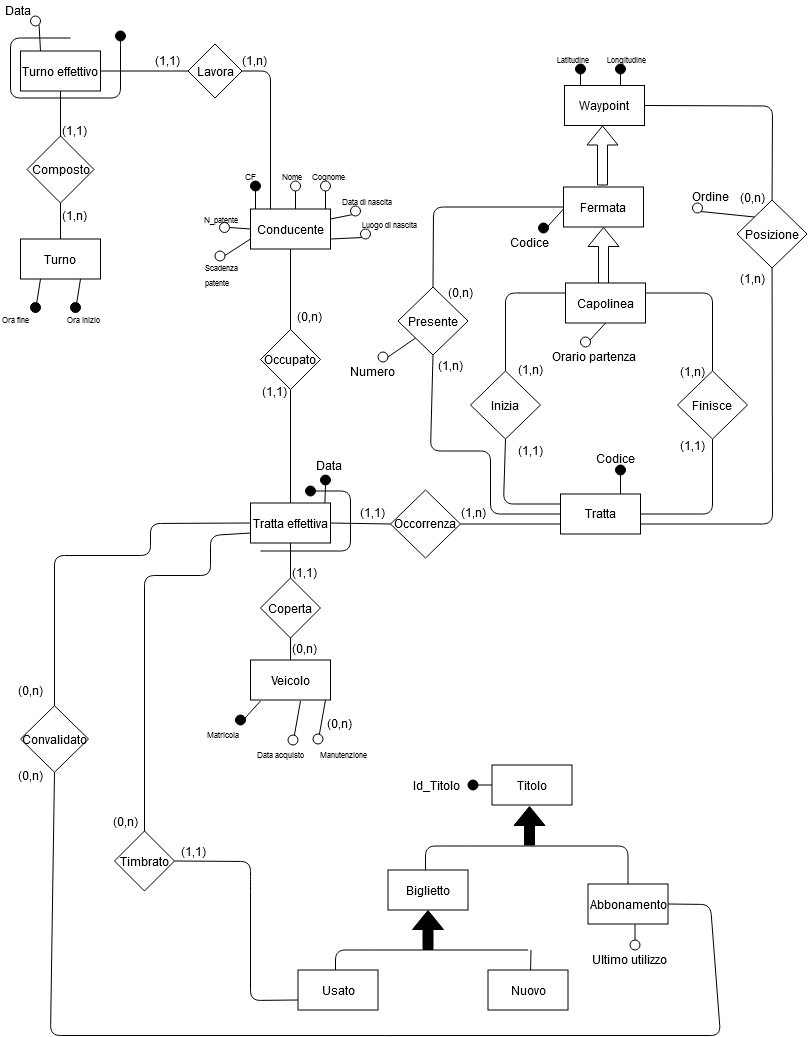 Data
Turno effettivo
(1,1)
Lavora
(1,n)
(1,1)
Composto
(1,n)
Turno
Ora fine
Ora inizio
CF
Nome
Cognome
Data di nascita
Luogo di nascita
N_patente
Scadenza
patente
Conducente
(0,n)
Occupato
(1,1)
Latitudine
Longitudine
Waypoint
Ordine
(0,n)
Posizione
(1,n)
Fermata
Codice
Capolinea
Orario partenza
(0,n)
Presente
Numero
(1,n)
(1,n)
Inizia
(1,1)
(1,n)
Finisce
(1,1)
Codice
Tratta
Data
Tratta effettiva
(1,1)
Occorrenza
(1,n)
(1,1)
Coperta
(0,n)
Veicolo
Matricola
Data acquisto
(0,n)
Manutenzione
(0,n)
Convalidato
(0,n)
(0,n)
Timbrato
(1,1)
Id_Titolo
Titolo
Biglietto
Abbonamento
Ultimo utilizzo
Usato
Nuovo